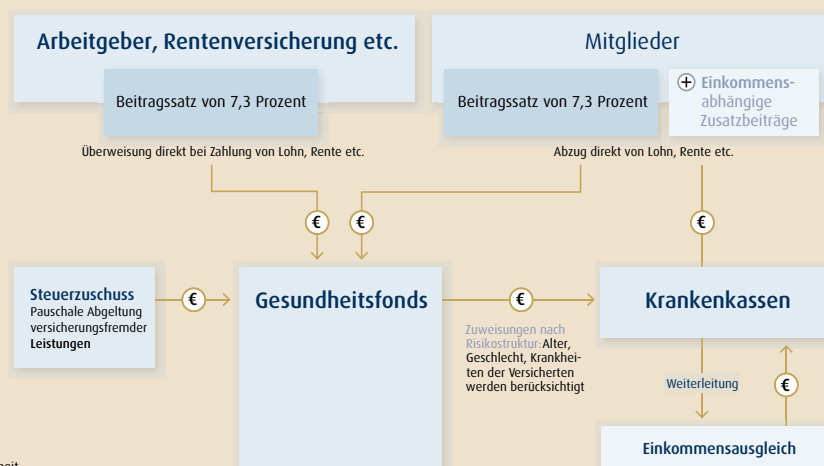 Arbeitgeber, Rentenversicherung etc.
Beitragssatz von 7,3 Prozent
Überweisung direkt bei Zahlung von Lohn, Rente etc.
Mitglieder
Beitragssatz von 7,3 Prozent
+ Einkommens-
abhängige
Zusatzbeiträge
Abzug direkt von Lohn, Rente etc.
€
€
€
Steuerzuschuss
Pauschale Abgeltung
versicherungsfremder
Leistungen
€
Gesundheitsfonds
€
Zuweisungen nach
Risikostruktur: Alter,
Geschlecht, Krankhei-
ten der Versicherten
werden berücksichtigt
Krankenkassen
Weiterleitung
€
Einkommensausgleich